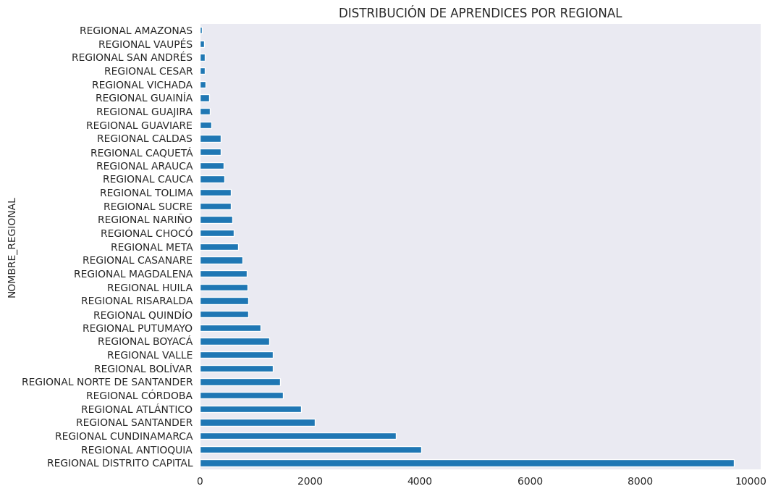 DISTRIBUCIÓN DE APRENDICES POR REGIONAL
NOMBRE_REGIONAL
REGIONAL AMAZONAS
REGIONAL VAUPÉS
REGIONAL SAN ANDRÉS
REGIONAL CESAR
REGIONAL VICHADA
REGIONAL GUAINÍA
REGIONAL GUAJIRA
REGIONAL GUAVIARE
REGIONAL CALDAS
REGIONAL CAQUETÁ
REGIONAL ARAUCA
REGIONAL CAUCA
REGIONAL TOLIMA
REGIONAL SUCRE
REGIONAL NARIÑO
REGIONAL CHOCÓ
REGIONAL META
REGIONAL CASANARE
REGIONAL MAGDALENA
REGIONAL HUILA
REGIONAL RISARALDA
REGIONAL QUINDÍO
REGIONAL PUTUMAYO
REGIONAL BOYACÁ
REGIONAL VALLE
REGIONAL BOLÍVAR
REGIONAL NORTE DE SANTANDER
REGIONAL CÓRDOBA
REGIONAL ATLÁNTICO
REGIONAL SANTANDER
REGIONAL CUNDINAMARCA
REGIONAL ANTIOQUIA
REGIONAL DISTRITO CAPITAL
0 2000 4000 6000 8000 10000